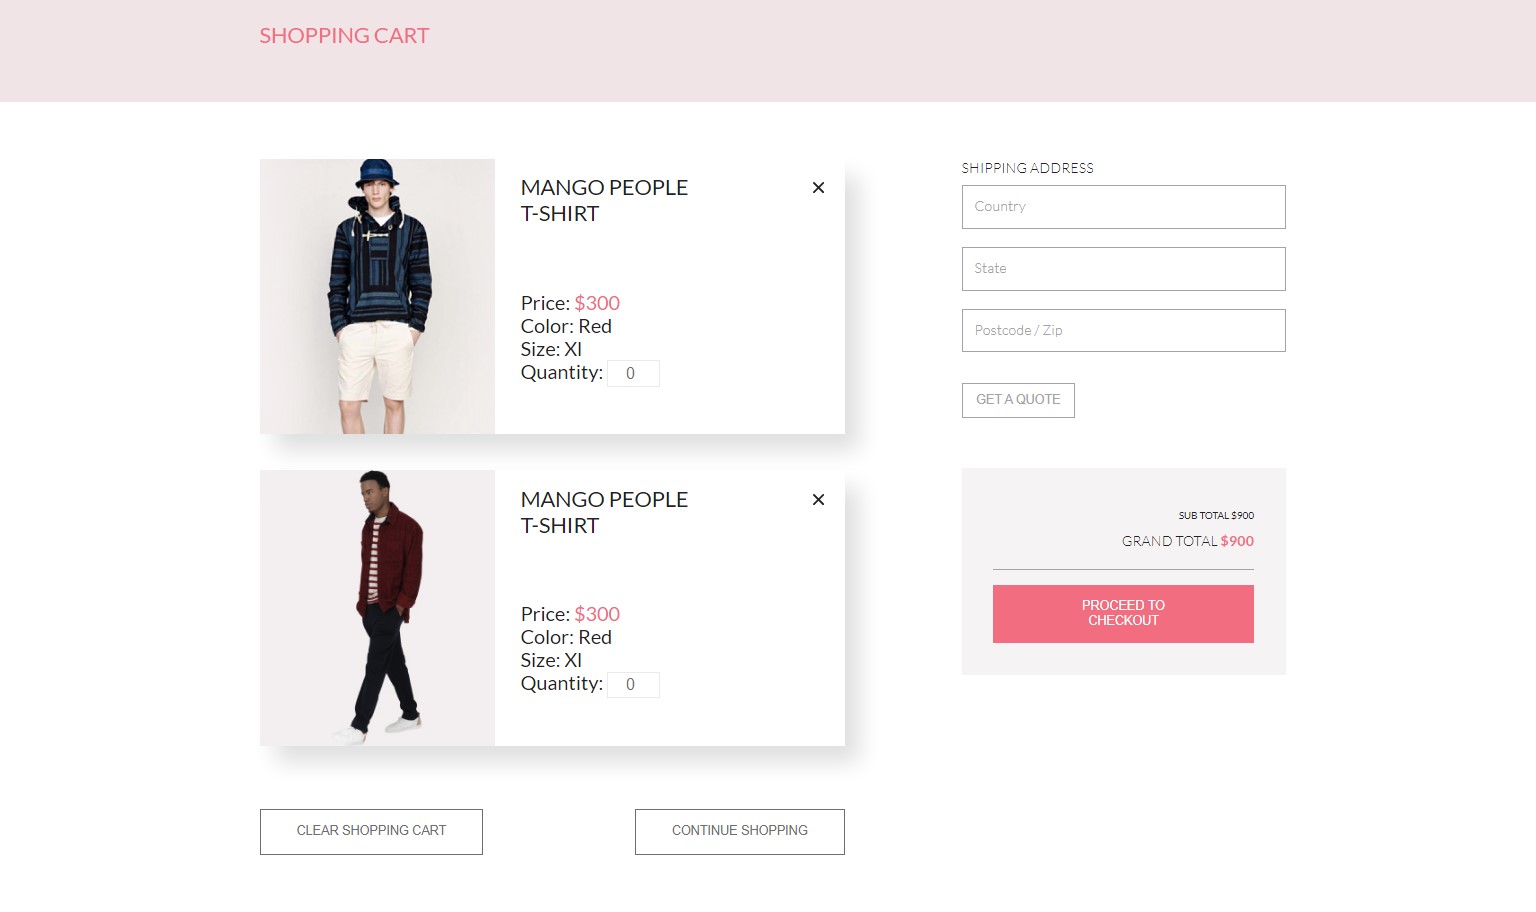 SHOPPING CART
MANGO PEOPLE
T-SHIRT
Price: $300
Color: Red
Size: Xl
Quantity: 0
MANGO PEOPLE
T-SHIRT
Price: $300
Color: Red
Size: Xl
Quantity: 0
CLEAR SHOPPING CART
CONTINUE SHOPPING
SHIPPING ADDRESS
Country
State
Postcode / Zip
GET A QUOTE
SUB TOTAL $900
GRAND TOTAL $900
PROCEED TO
CHECKOUT